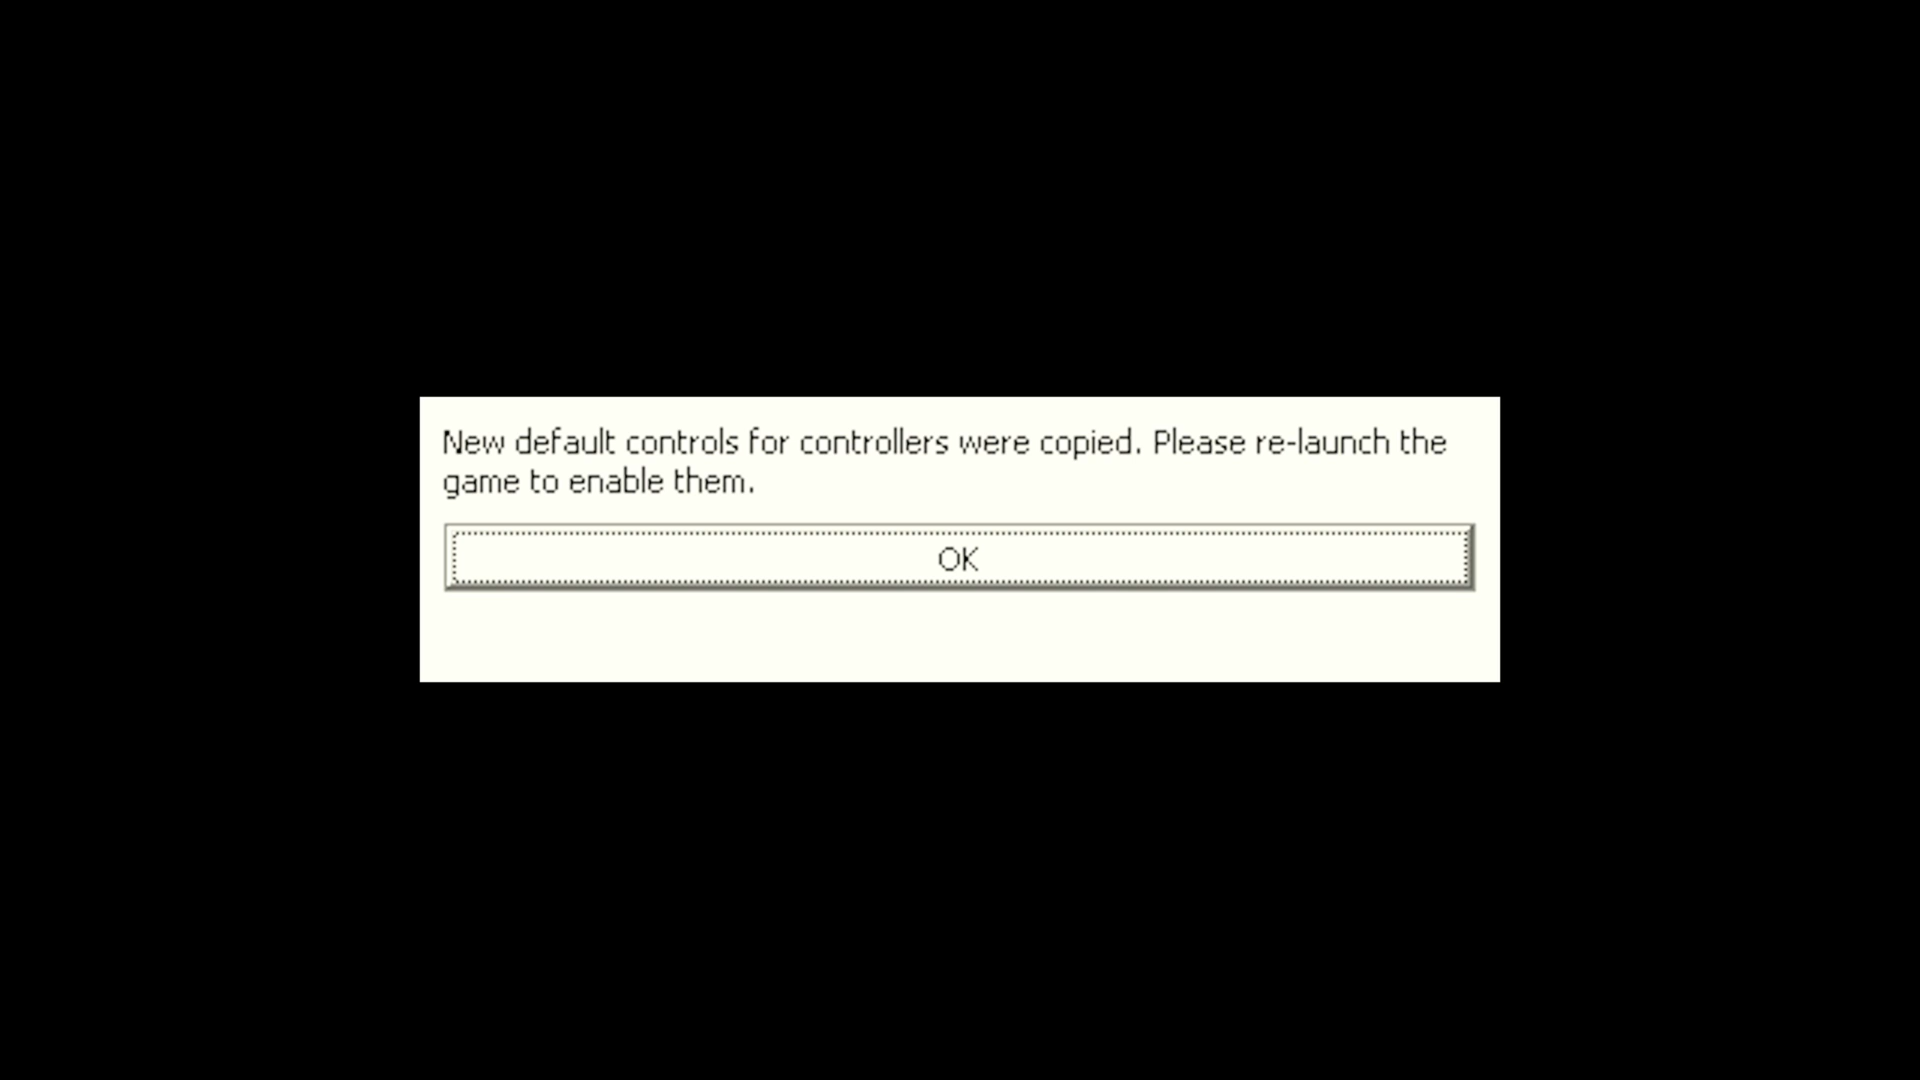 New default controls for controllers were copied. Please re-launch the
game to enable them.
OK